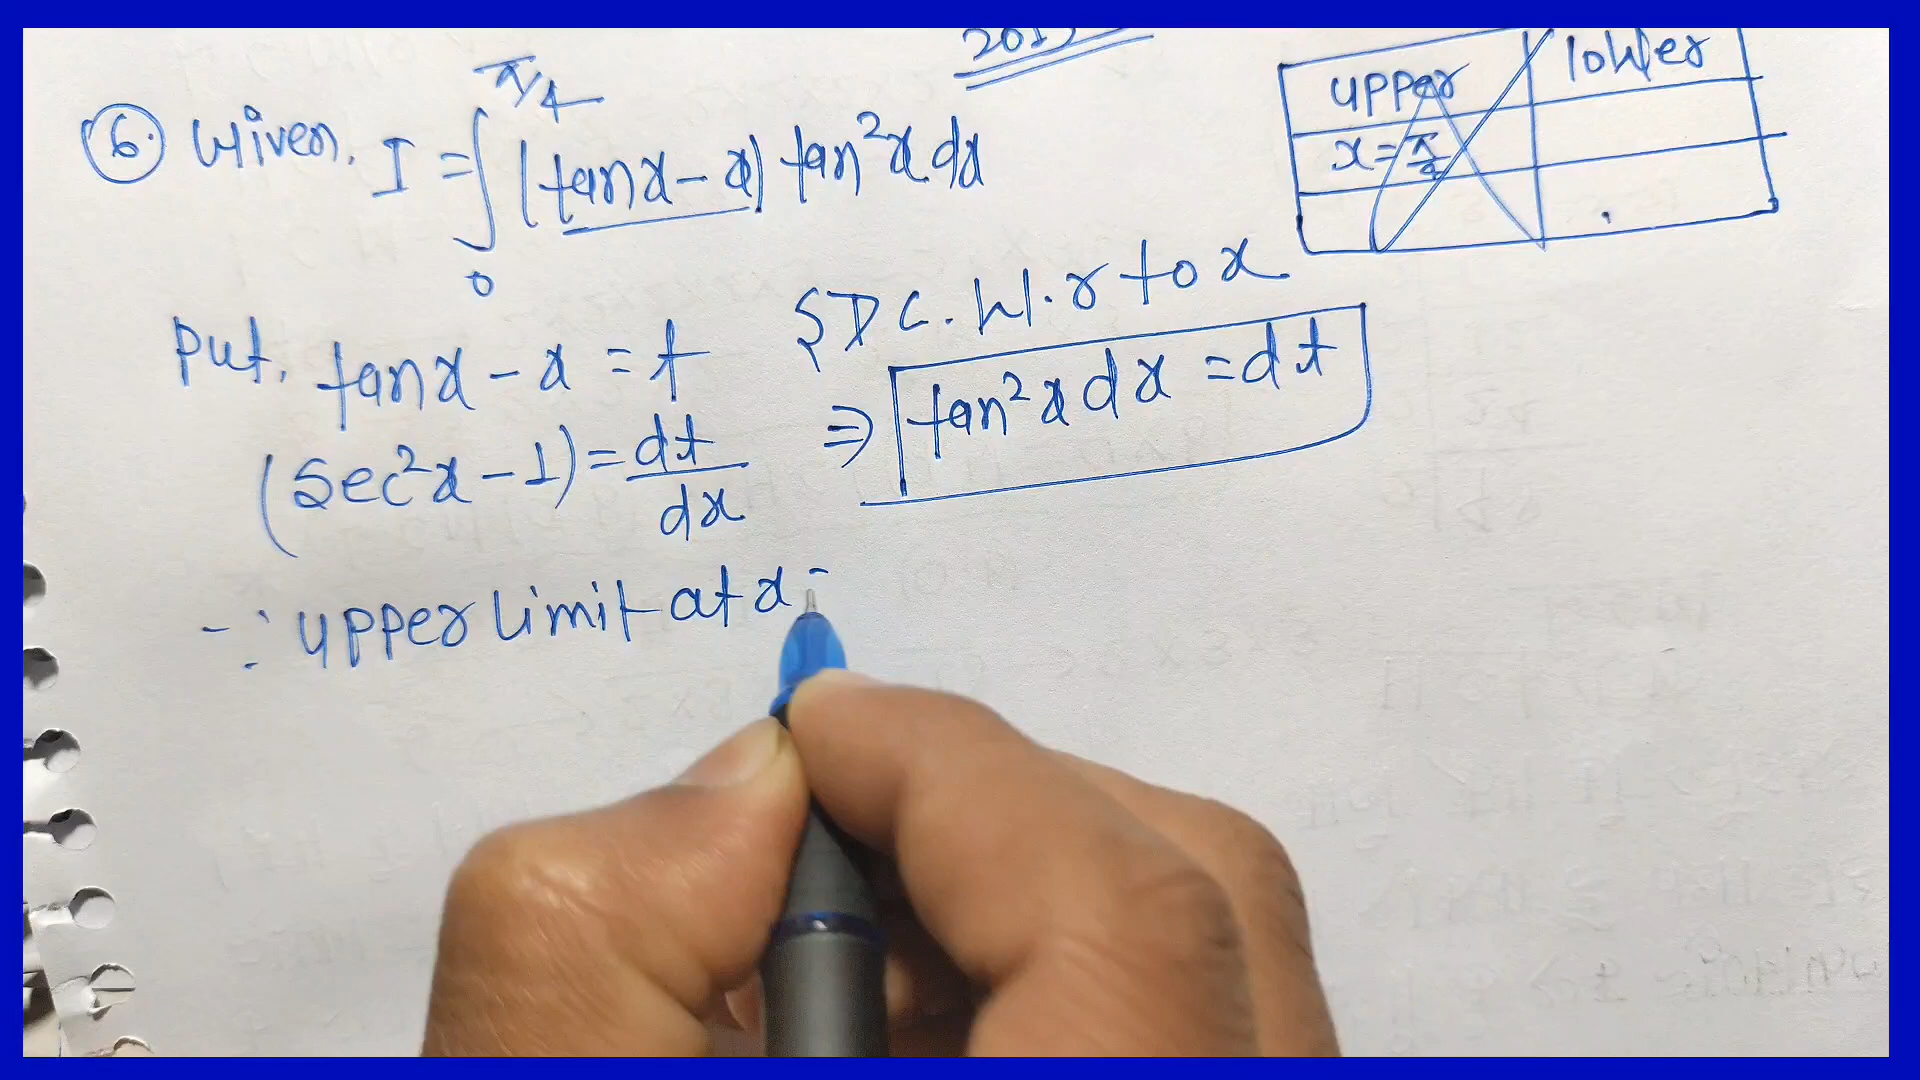 upper lower
x = π/4
⑥ Given, I = ∫₀^π/4 (tanx - x) tan²x dx
Put, tanx - x = t
SDC. W.r to x
(sec²x - 1) = dt/dx
⇒ tan²x dx = dt
∵ upper limit at x =